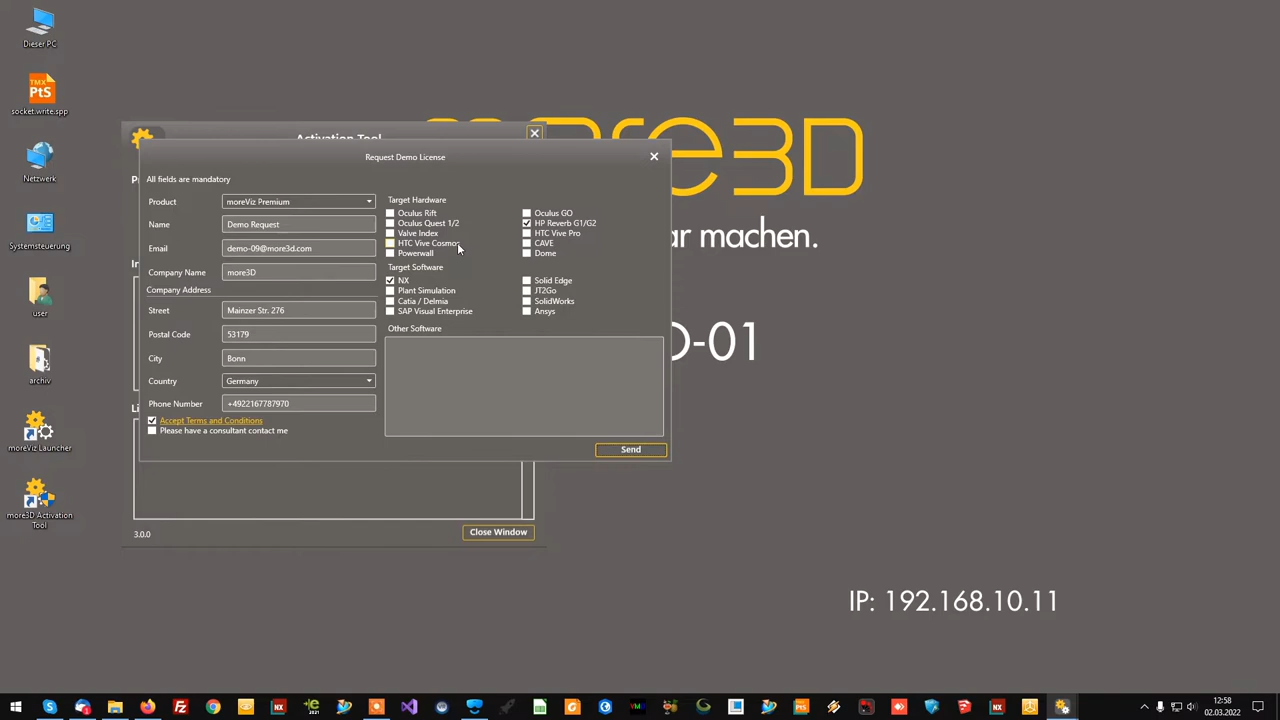 Dieser PC
TMX
PtS
socket.write.spp
Netzwerk
Systemsteuerung
user
archiv
moreViz Launcher
more3D Activation
Tool
re3D
ar machen.
D-01
IP: 192.168.10.11
Activation Tool
Request Demo License
All fields are mandatory
Product
moreViz Premium
Name
Demo Request
Email
demo-09@more3d.com
Company Name
more3D
Company Address
Street
Mainzer Str. 276
Postal Code
53179
City
Bonn
Country
Germany
Phone Number
+4922167787970
Accept Terms and Conditions
Please have a consultant contact me
Target Hardware
Oculus Rift
Oculus GO
Oculus Quest 1/2
HP Reverb G1/G2
Valve Index
HTC Vive Pro
HTC Vive Cosmos
CAVE
Powerwall
Dome
Target Software
NX
Solid Edge
Plant Simulation
JT2Go
Catia / Delmia
SolidWorks
SAP Visual Enterprise
Ansys
Other Software
Send
3.0.0
Close Window
12:58
02.03.2022